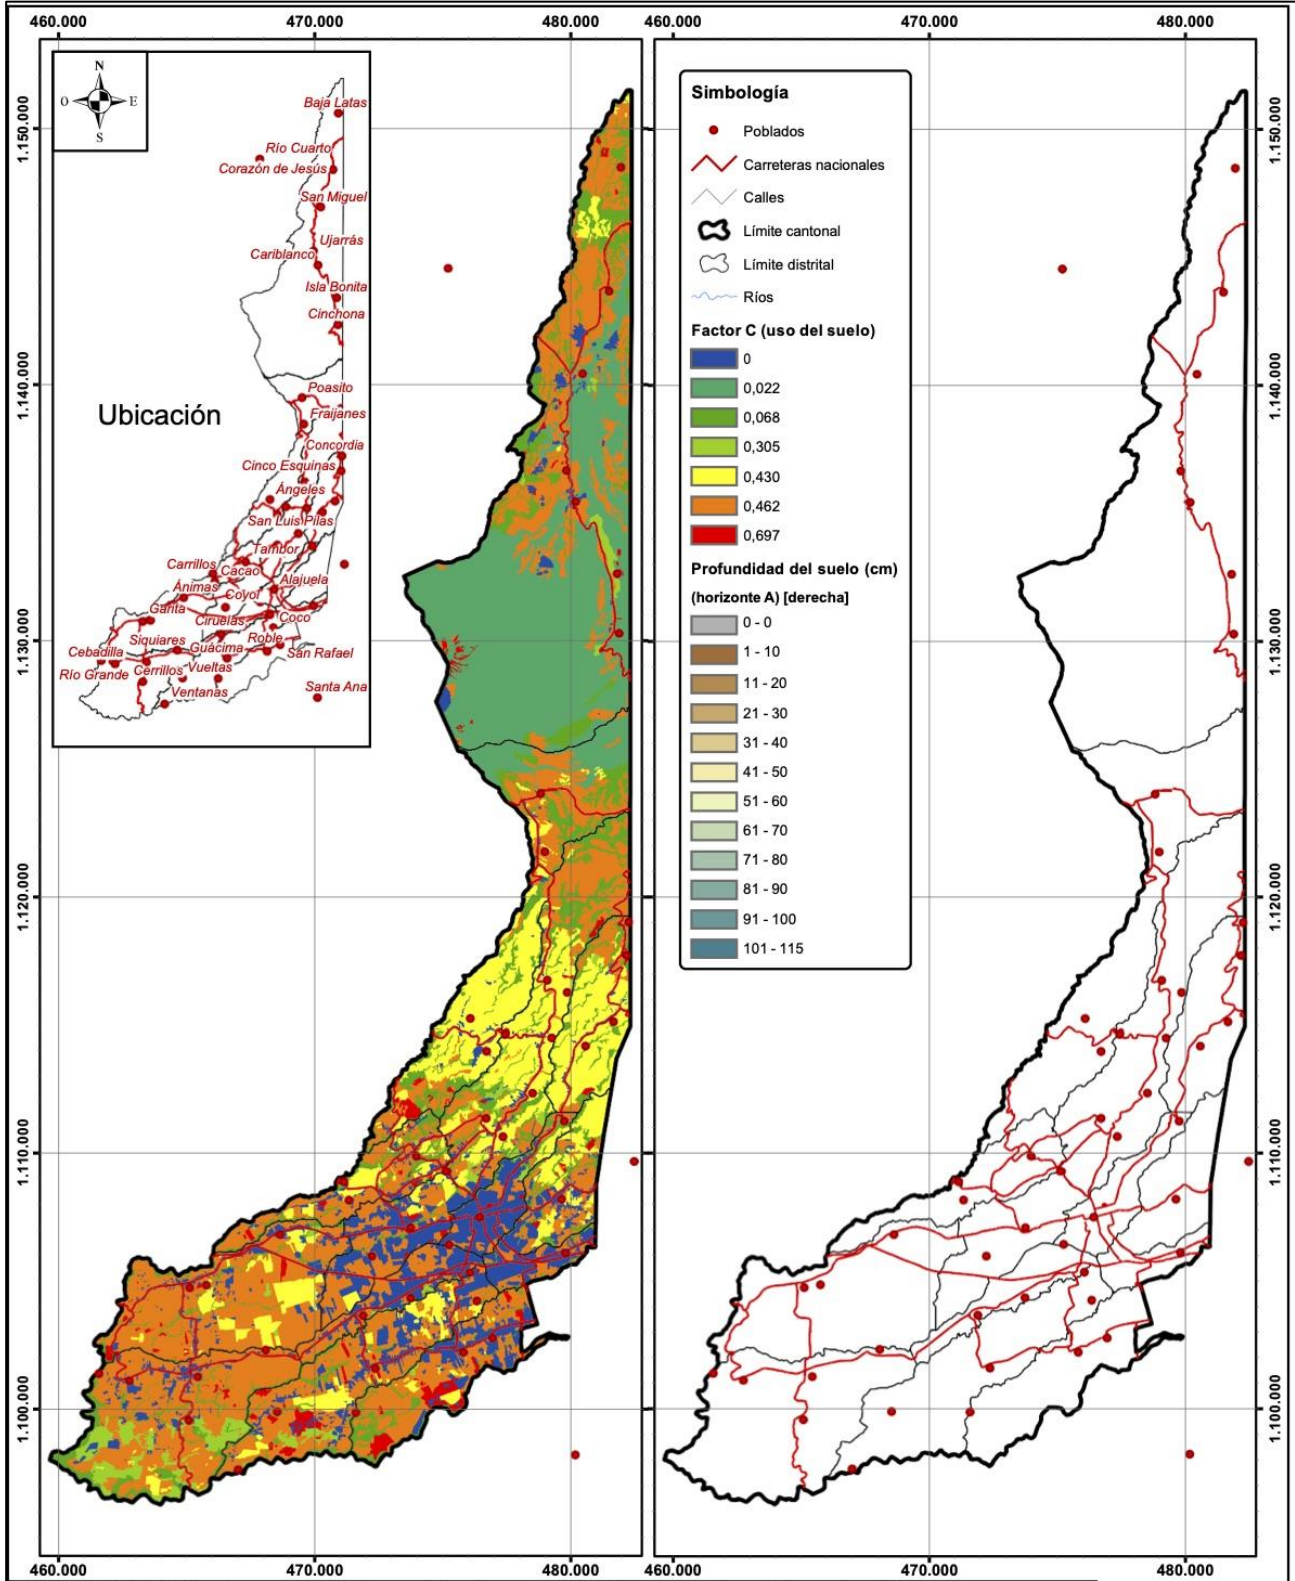 460.000 470.000 480.000 460.000 470.000 480.000
1.150.000
1.140.000
1.130.000
1.120.000
1.110.000
1.100.000
N
O E
S
Baja Latas
Río Cuarto
Corazón de Jesús
San Miguel
Ujarrás
Cariblanco
Isla Bonita
Cinchona
Poasito
Ubicación
Fraijanes
Concordia
Cinco Esquinas
Ángeles
San Luis Pilas
Tambor
Carrillos
Cacao
Alajuela
Ánimas
Coyol
Garita
Ciruelas
Coco
Siquiares
Roble
Cebadilla
Guácima
San Rafael
Río Grande
Cerrillos
Vueltas
Ventanas
Santa Ana
Simbología
Poblados
Carreteras nacionales
Calles
Límite cantonal
Límite distrital
Ríos
Factor C (uso del suelo)
0
0,022
0,068
0,305
0,430
0,462
0,697
Profundidad del suelo (cm)
(horizonte A) [derecha]
0 - 0
1 - 10
11 - 20
21 - 30
31 - 40
41 - 50
51 - 60
61 - 70
71 - 80
81 - 90
91 - 100
101 - 115
1.150.000
1.140.000
1.130.000
1.120.000
1.110.000
1.100.000
460.000 470.000 480.000 460.000 470.000 480.000